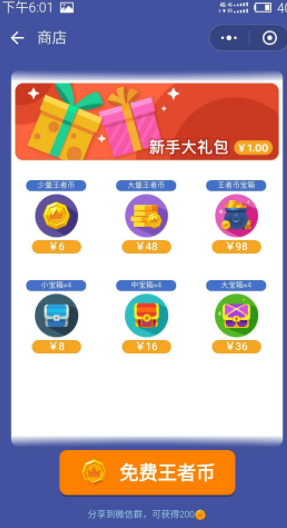 下午6:01
商店
新手大礼包 ¥1.00
少量王者币 大量王者币 王者币宝箱
¥6 ¥48 ¥98
小宝箱×4 中宝箱×4 大宝箱×4
¥8 ¥16 ¥36
免费王者币
分享到微信群，可获得200